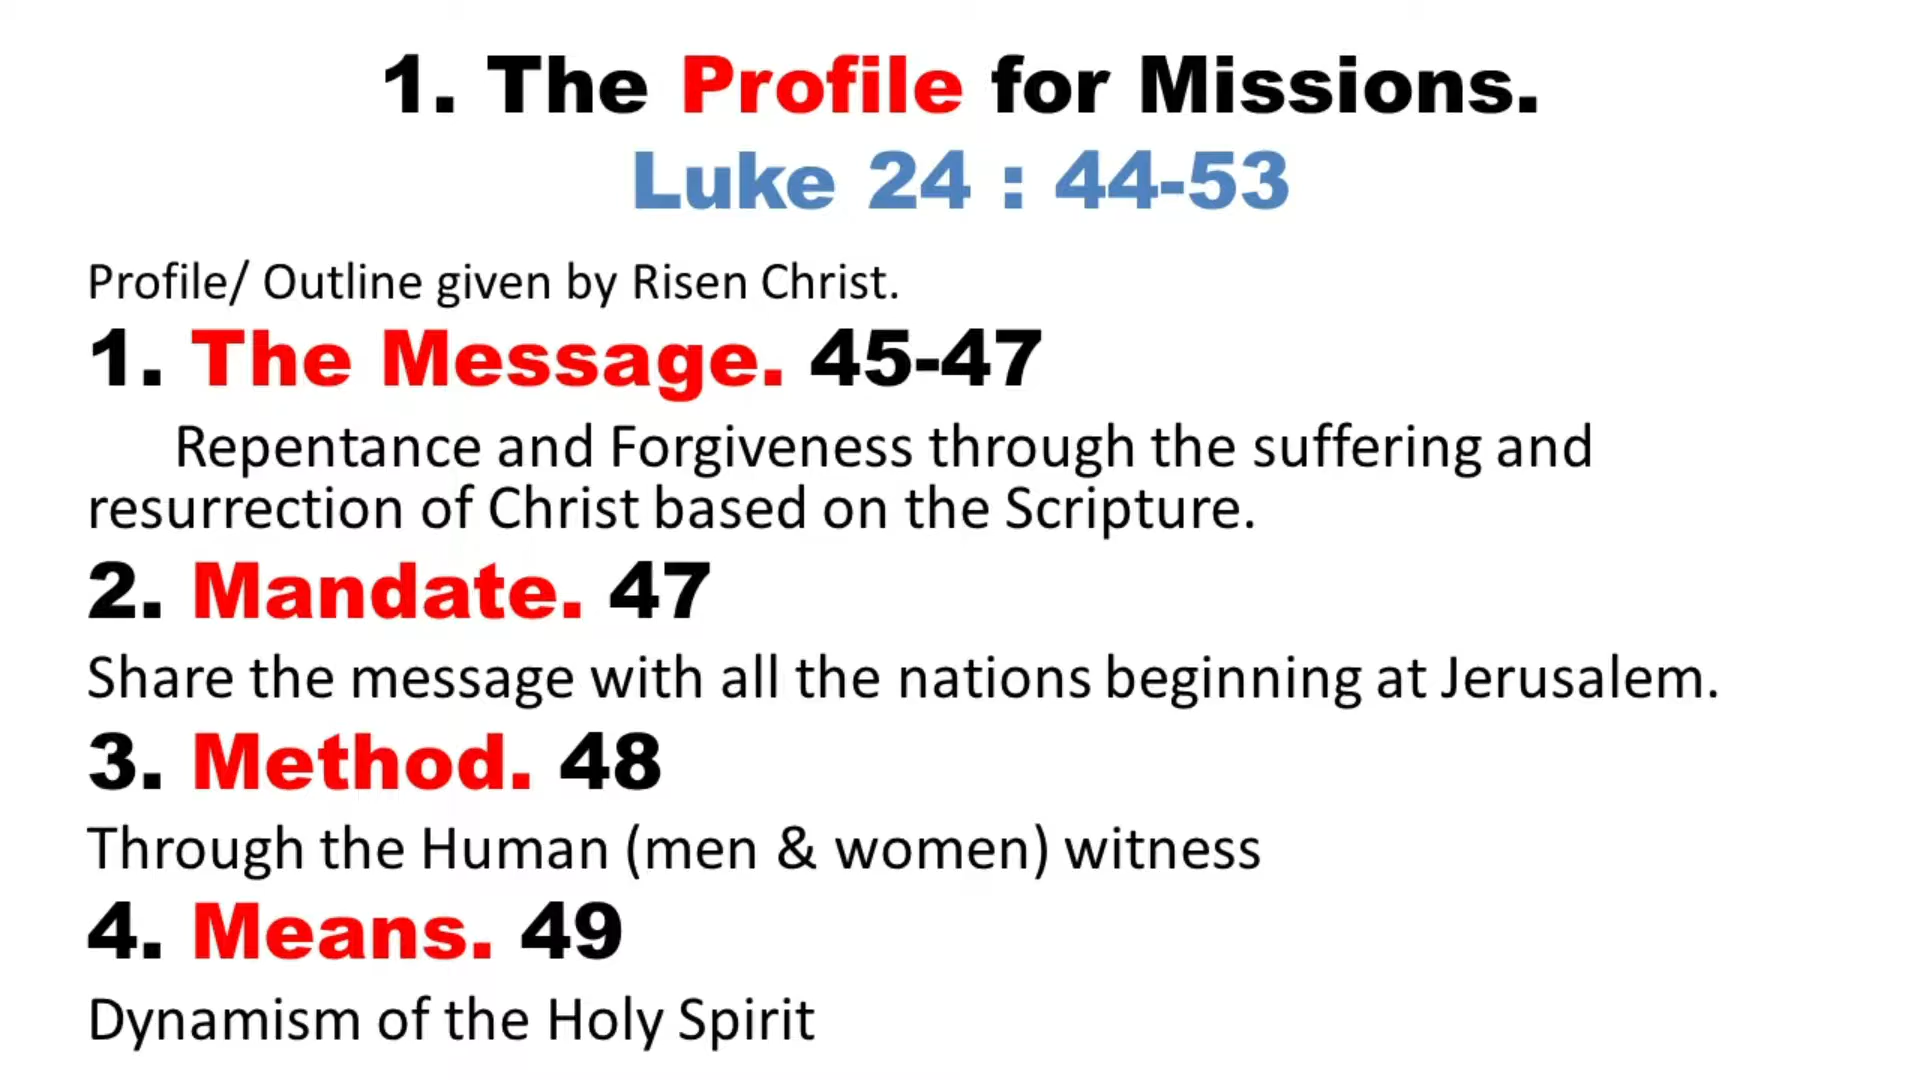 1. The Profile for Missions.
Luke 24 : 44-53
Profile/ Outline given by Risen Christ.
1. The Message. 45-47
Repentance and Forgiveness through the suffering and
resurrection of Christ based on the Scripture.
2. Mandate. 47
Share the message with all the nations beginning at Jerusalem.
3. Method. 48
Through the Human (men & women) witness
4. Means. 49
Dynamism of the Holy Spirit